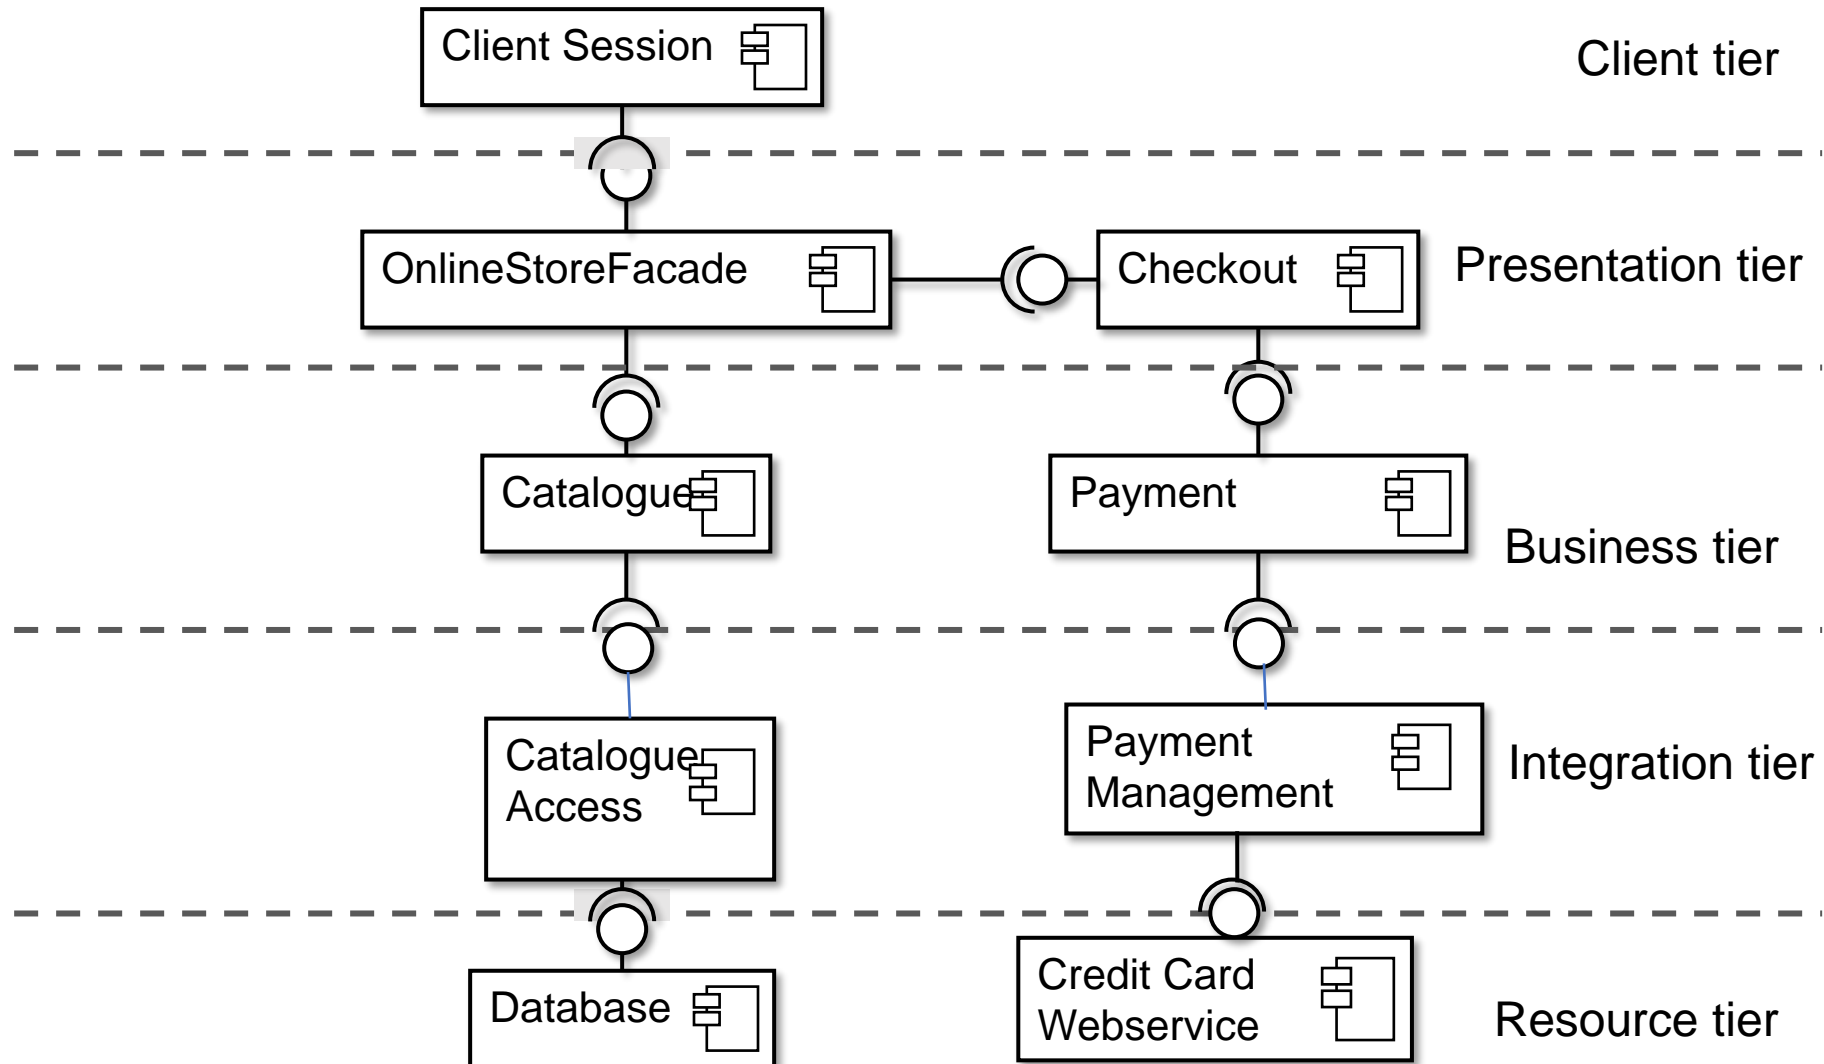 Client Session
Client tier
OnlineStoreFacade
Checkout
Presentation tier
Catalogue
Payment
Business tier
Catalogue
Access
Payment
Management
Integration tier
Database
Credit Card
Webservice
Resource tier